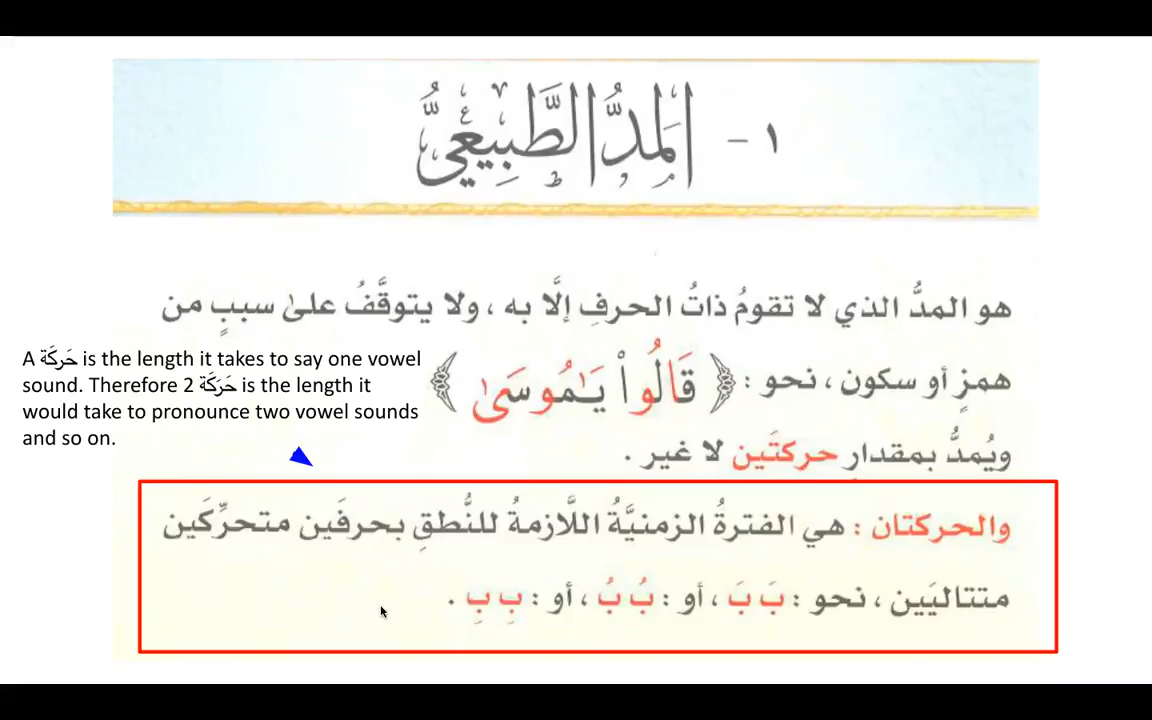 ١ - المَدُّ الطَّبِيعِيُّ
هو المدُّ الذي لا تقومُ ذاتُ الحرفِ إلَّا به ، ولا يتوقَّفُ علىٰ سببٍ من
همزٍ أو سكون ، نحو : ﴿ قَالُواْ يَٰمُوسَىٰ ﴾
ويُمدُّ بمقدارِ حركتَين لا غير .
A حَركَة is the length it takes to say one vowel
sound. Therefore 2 حَرَكَة is the length it
would take to pronounce two vowel sounds
and so on.
والحركتان : هي الفترةُ الزمنيَّةُ اللَّازمةُ للنُّطقِ بحرفَين متحرِّكَين
متتاليَين ، نحو : بَ بَ ، أو : بُ بُ ، أو : بِ بِ .